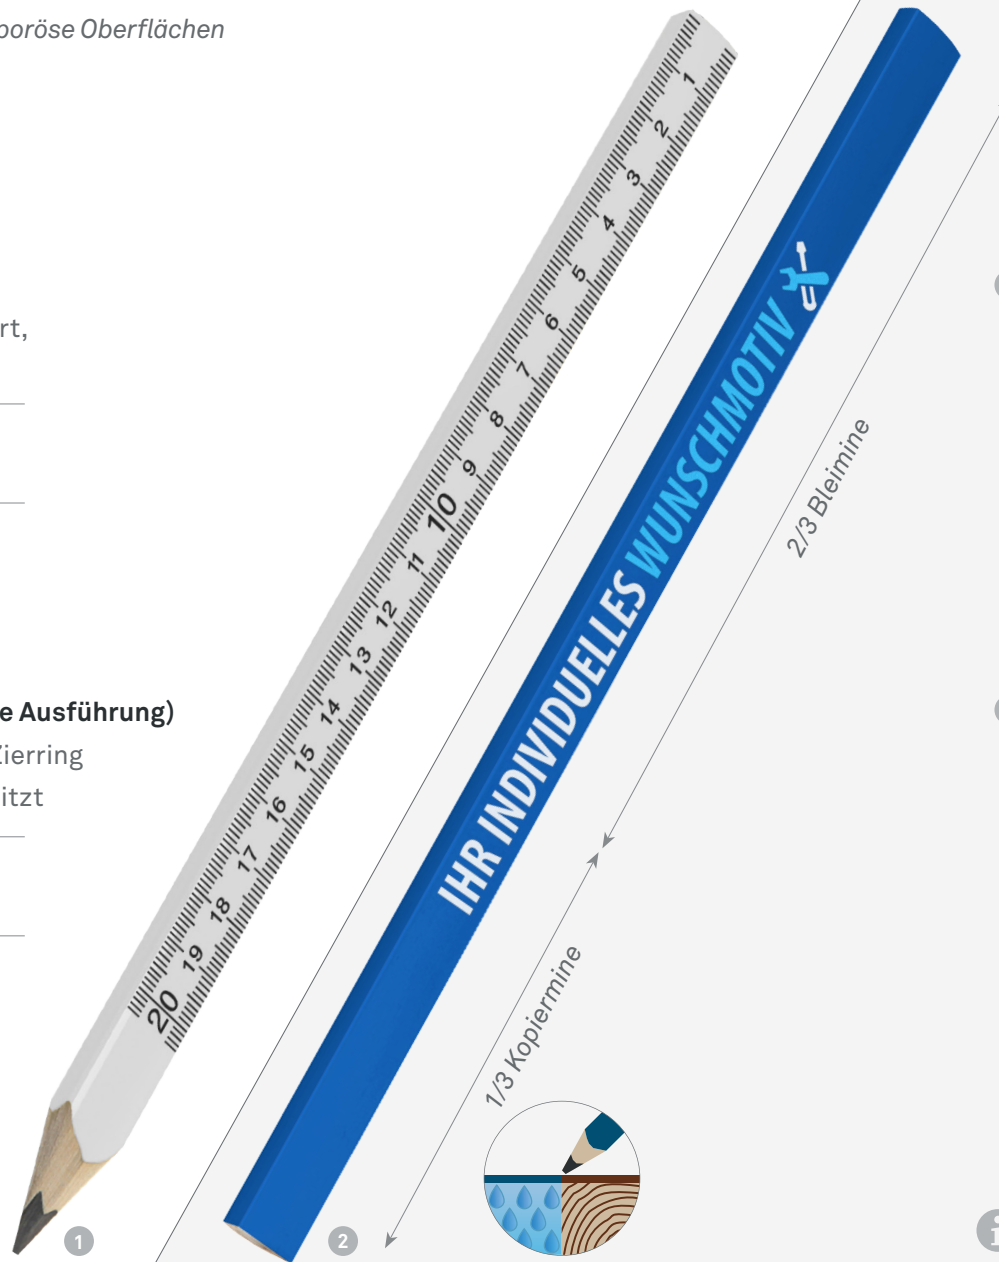 poröse Oberflächen
rt,
e Ausführung)
Zierring
itzt
1
2
3
4
5
6
7
8
9
10
11
12
13
14
15
16
17
18
19
20
IHR INDIVIDUELLES WUNSCHMOTIV
2/3 Bleimine
1/3 Kopiermine
1
2
i